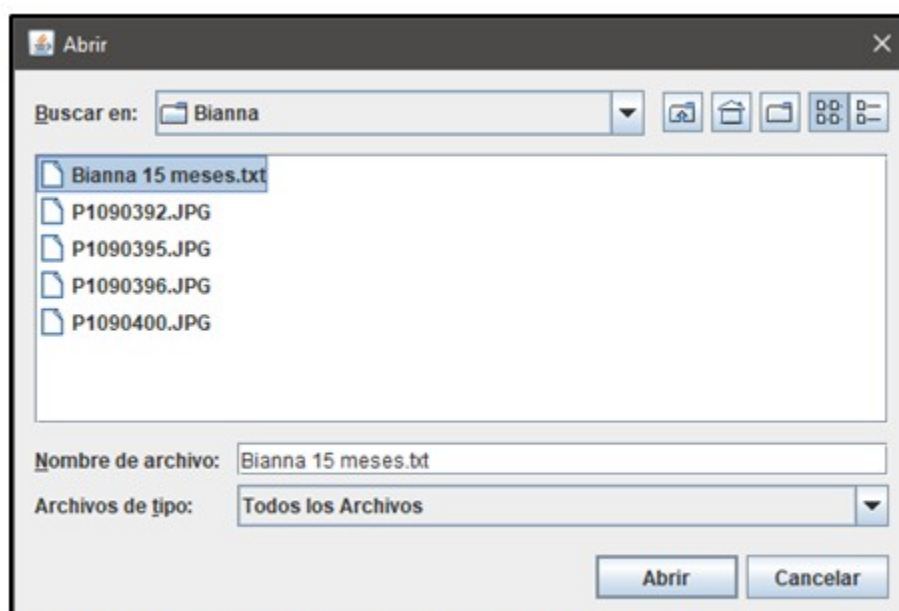 Abrir
Buscar en: Bianna
Bianna 15 meses.txt
P1090392.JPG
P1090395.JPG
P1090396.JPG
P1090400.JPG
Nombre de archivo: Bianna 15 meses.txt
Archivos de tipo: Todos los Archivos
Abrir Cancelar